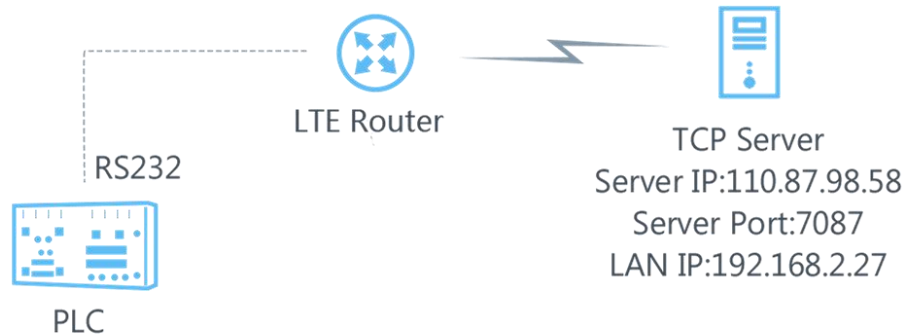 LTE Router
RS232
PLC
TCP Server
Server IP:110.87.98.58
Server Port:7087
LAN IP:192.168.2.27